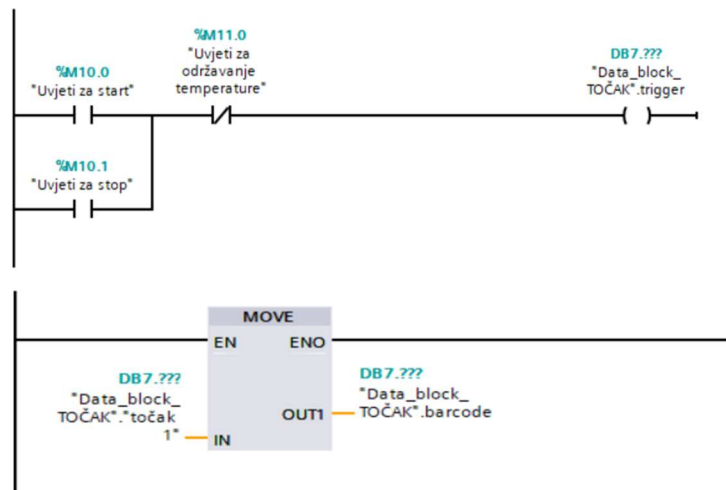 %M11.0
"Uvjeti za
održavanje
temperature"
DB7.???
"Data_block_
TOČAK".trigger
%M10.0
"Uvjeti za start"
%M10.1
"Uvjeti za stop"
MOVE
EN ENO
DB7.???
"Data_block_
TOČAK"."točak
1"
IN
OUT1
DB7.???
"Data_block_
TOČAK".barcode